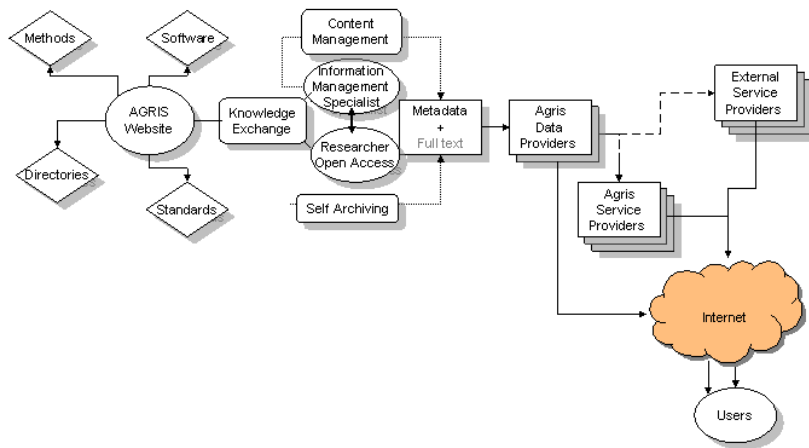 Methods
Software
AGRIS
Website
Directories
Standards
Knowledge
Exchange
Content
Management
Information
Management
Specialist
Researcher
Open Access
Self Archiving
Metadata
+
Full text
Agris
Data
Providers
External
Service
Providers
Agris
Service
Providers
Internet
Users